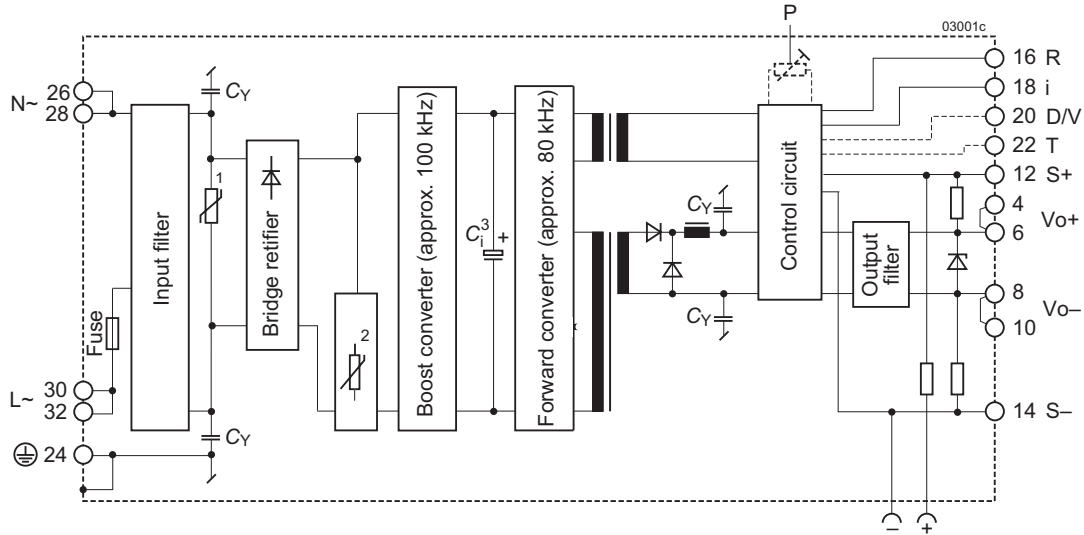 P
03001c
N~
26
28
CY
1
Input filter
Fuse
Bridge retifier
2
Boost converter (approx. 100 kHz)
Ci3
+
Forward converter (approx. 80 kHz)
CY
CY
Control circuit
Output
filter
16 R
18 i
20 D/V
22 T
12 S+
4
Vo+
6
8
Vo–
10
14 S–
L~
30
32
CY
24
–
+